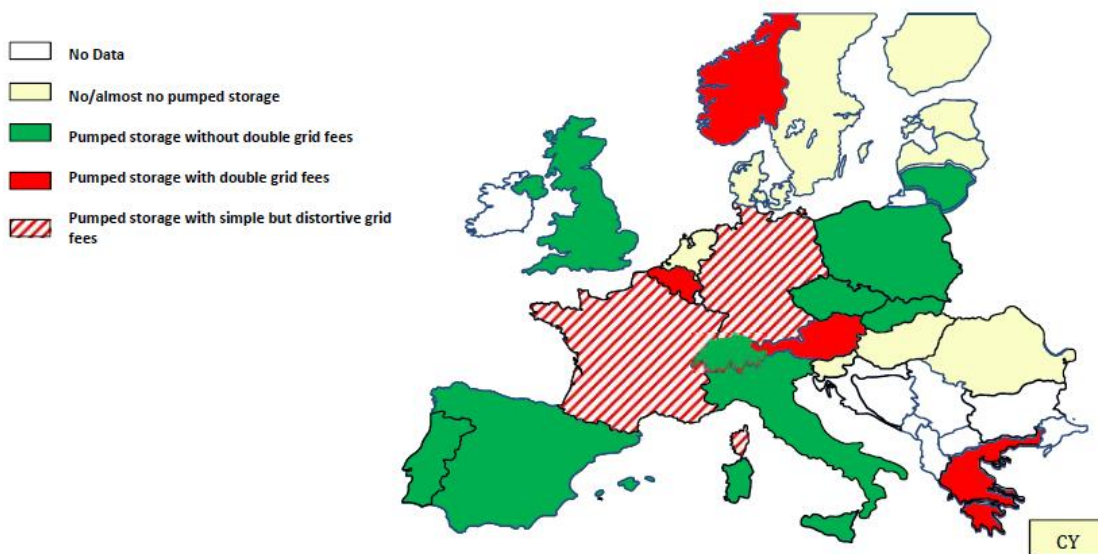 No Data
No/almost no pumped storage
Pumped storage without double grid fees
Pumped storage with double grid fees
Pumped storage with simple but distortive grid
fees
CY